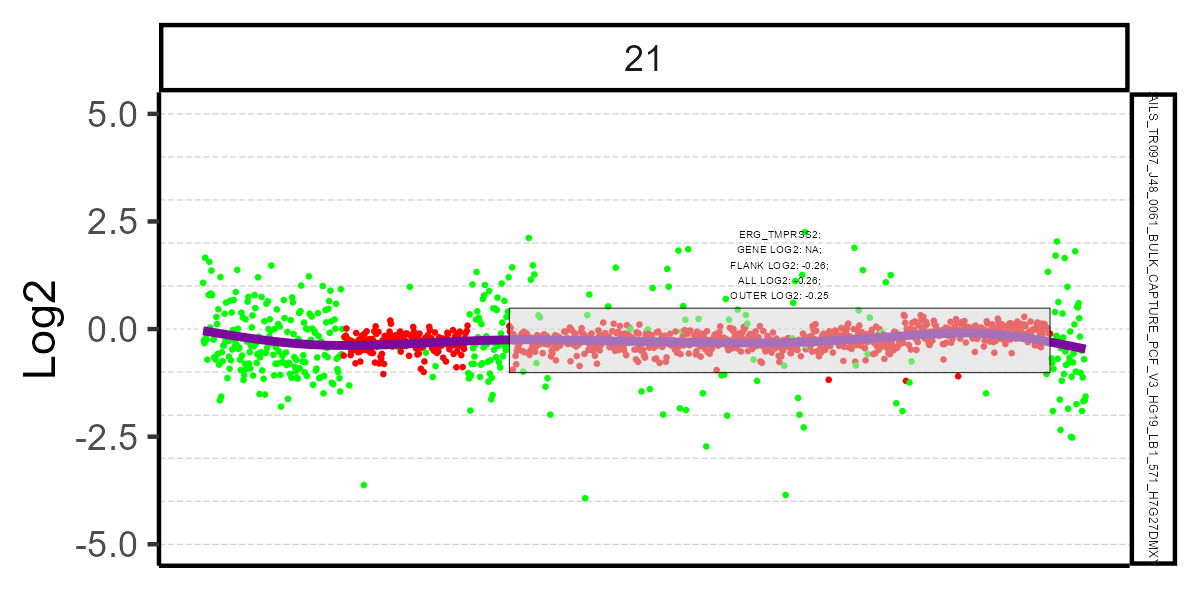 21
Log2
5.0
2.5
0.0
-2.5
-5.0
ERG_TMPRSS2;
GENE LOG2: NA;
FLANK LOG2: -0.26;
ALL LOG2: -0.26;
OUTER LOG2: -0.25
AILS_TR097_J48_0061_BULK_CAPTURE_PCF_V3_HG19_LB1_571_H7G27DMXY